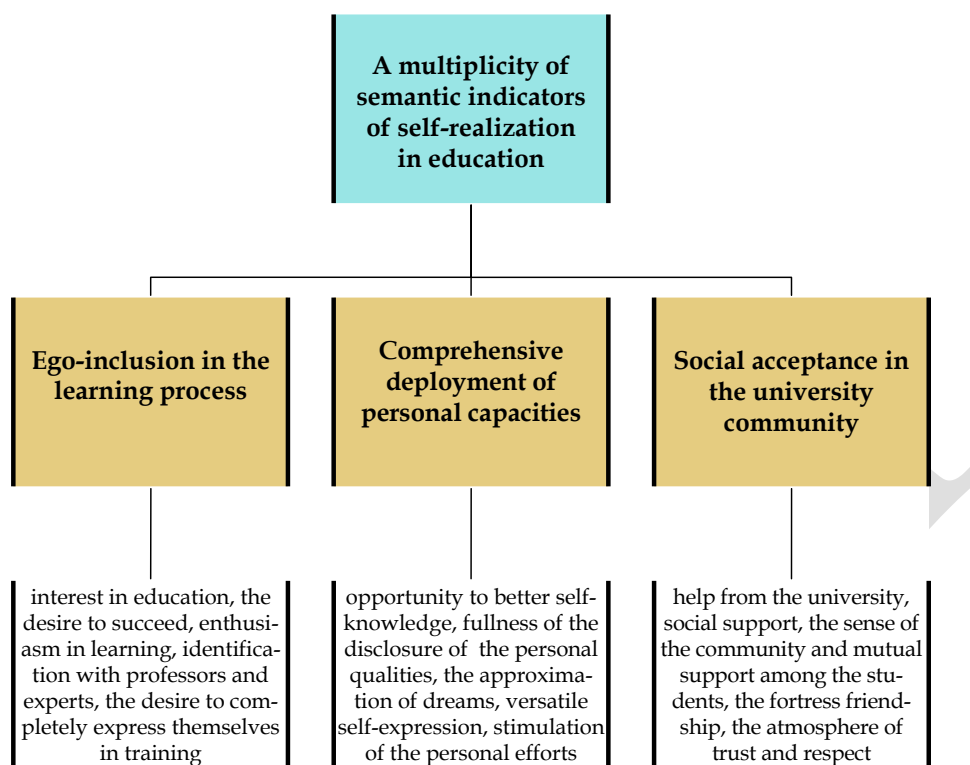 A multiplicity of
semantic indicators
of self-realization
in education
Ego-inclusion in the
learning process
Comprehensive
deployment of
personal capacities
Social acceptance in
the university
community
interest in education, the
desire to succeed, enthusi-
asm in learning, identifica-
tion with professors and
experts, the desire to com-
pletely express themselves
in training
opportunity to better self-
knowledge, fullness of the
disclosure of the personal
qualities, the approxima-
tion of dreams, versatile
self-expression, stimulation
of the personal efforts
help from the university,
social support, the sense of
the community and mutual
support among the stu-
dents, the fortress friend-
ship, the atmosphere of
trust and respect